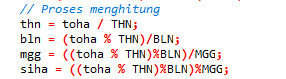 // Proses menghitung
thn = toha / THN;
bln = (toha % THN)/BLN;
mgg = ((toha % THN)%BLN)/MGG;
siha = ((toha % THN)%BLN)%MGG;